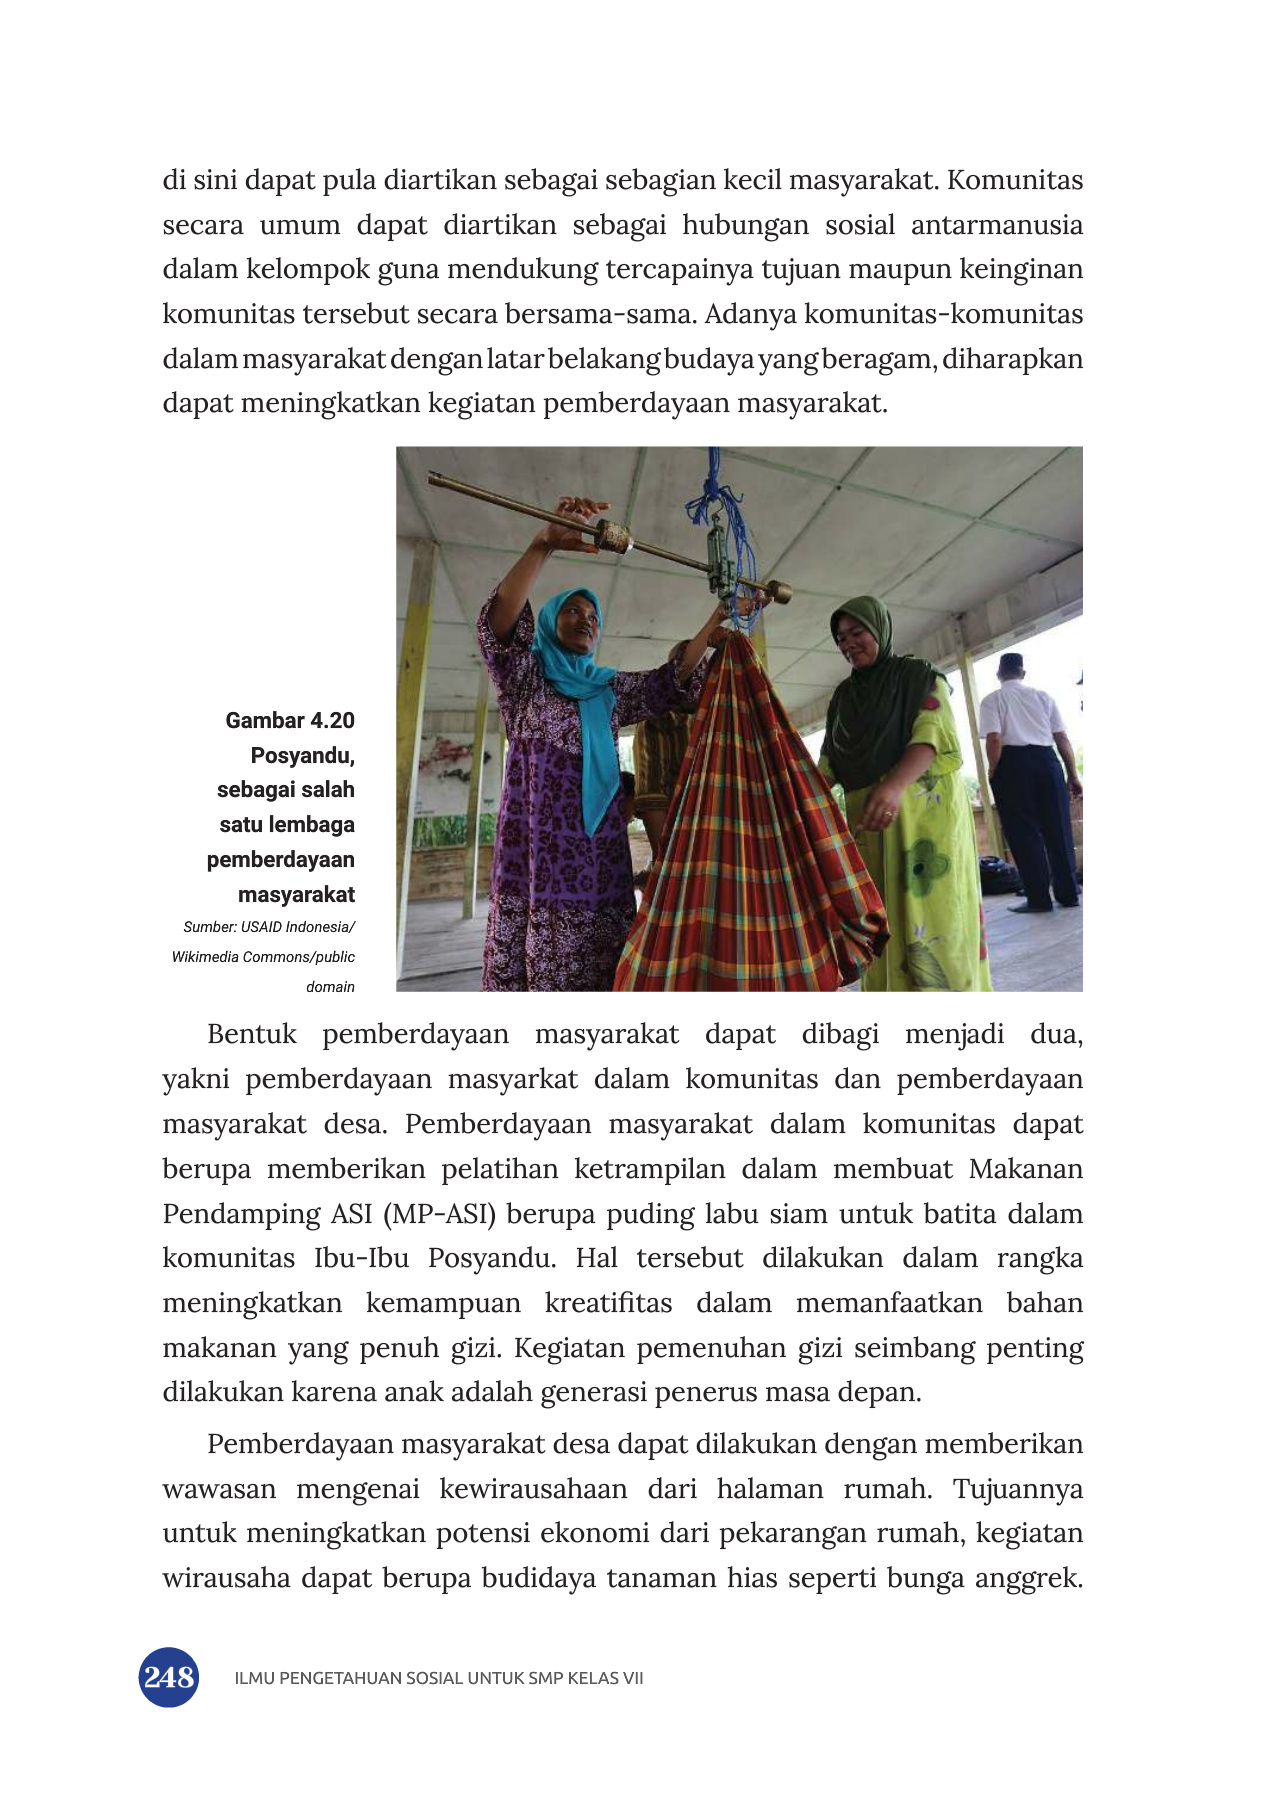 di sini dapat pula diartikan sebagai sebagian kecil masyarakat. Komunitas
secara umum dapat diartikan sebagai hubungan sosial antarmanusia
dalam kelompok guna mendukung tercapainya tujuan maupun keinginan
komunitas tersebut secara bersama-sama. Adanya komunitas-komunitas
dalam masyarakat dengan latar belakang budaya yang beragam, diharapkan
dapat meningkatkan kegiatan pemberdayaan masyarakat.
Gambar 4.20
Posyandu,
sebagai salah
satu lembaga
pemberdayaan
masyarakat
Sumber: USAID Indonesia/
Wikimedia Commons/public
domain
Bentuk pemberdayaan masyarakat dapat dibagi menjadi dua,
yakni pemberdayaan masyarkat dalam komunitas dan pemberdayaan
masyarakat desa. Pemberdayaan masyarakat dalam komunitas dapat
berupa memberikan pelatihan ketrampilan dalam membuat Makanan
Pendamping ASI (MP-ASI) berupa puding labu siam untuk batita dalam
komunitas Ibu-Ibu Posyandu. Hal tersebut dilakukan dalam rangka
meningkatkan kemampuan kreatifitas dalam memanfaatkan bahan
makanan yang penuh gizi. Kegiatan pemenuhan gizi seimbang penting
dilakukan karena anak adalah generasi penerus masa depan.
Pemberdayaan masyarakat desa dapat dilakukan dengan memberikan
wawasan mengenai kewirausahaan dari halaman rumah. Tujuannya
untuk meningkatkan potensi ekonomi dari pekarangan rumah, kegiatan
wirausaha dapat berupa budidaya tanaman hias seperti bunga anggrek.
248 ILMU PENGETAHUAN SOSIAL UNTUK SMP KELAS VII